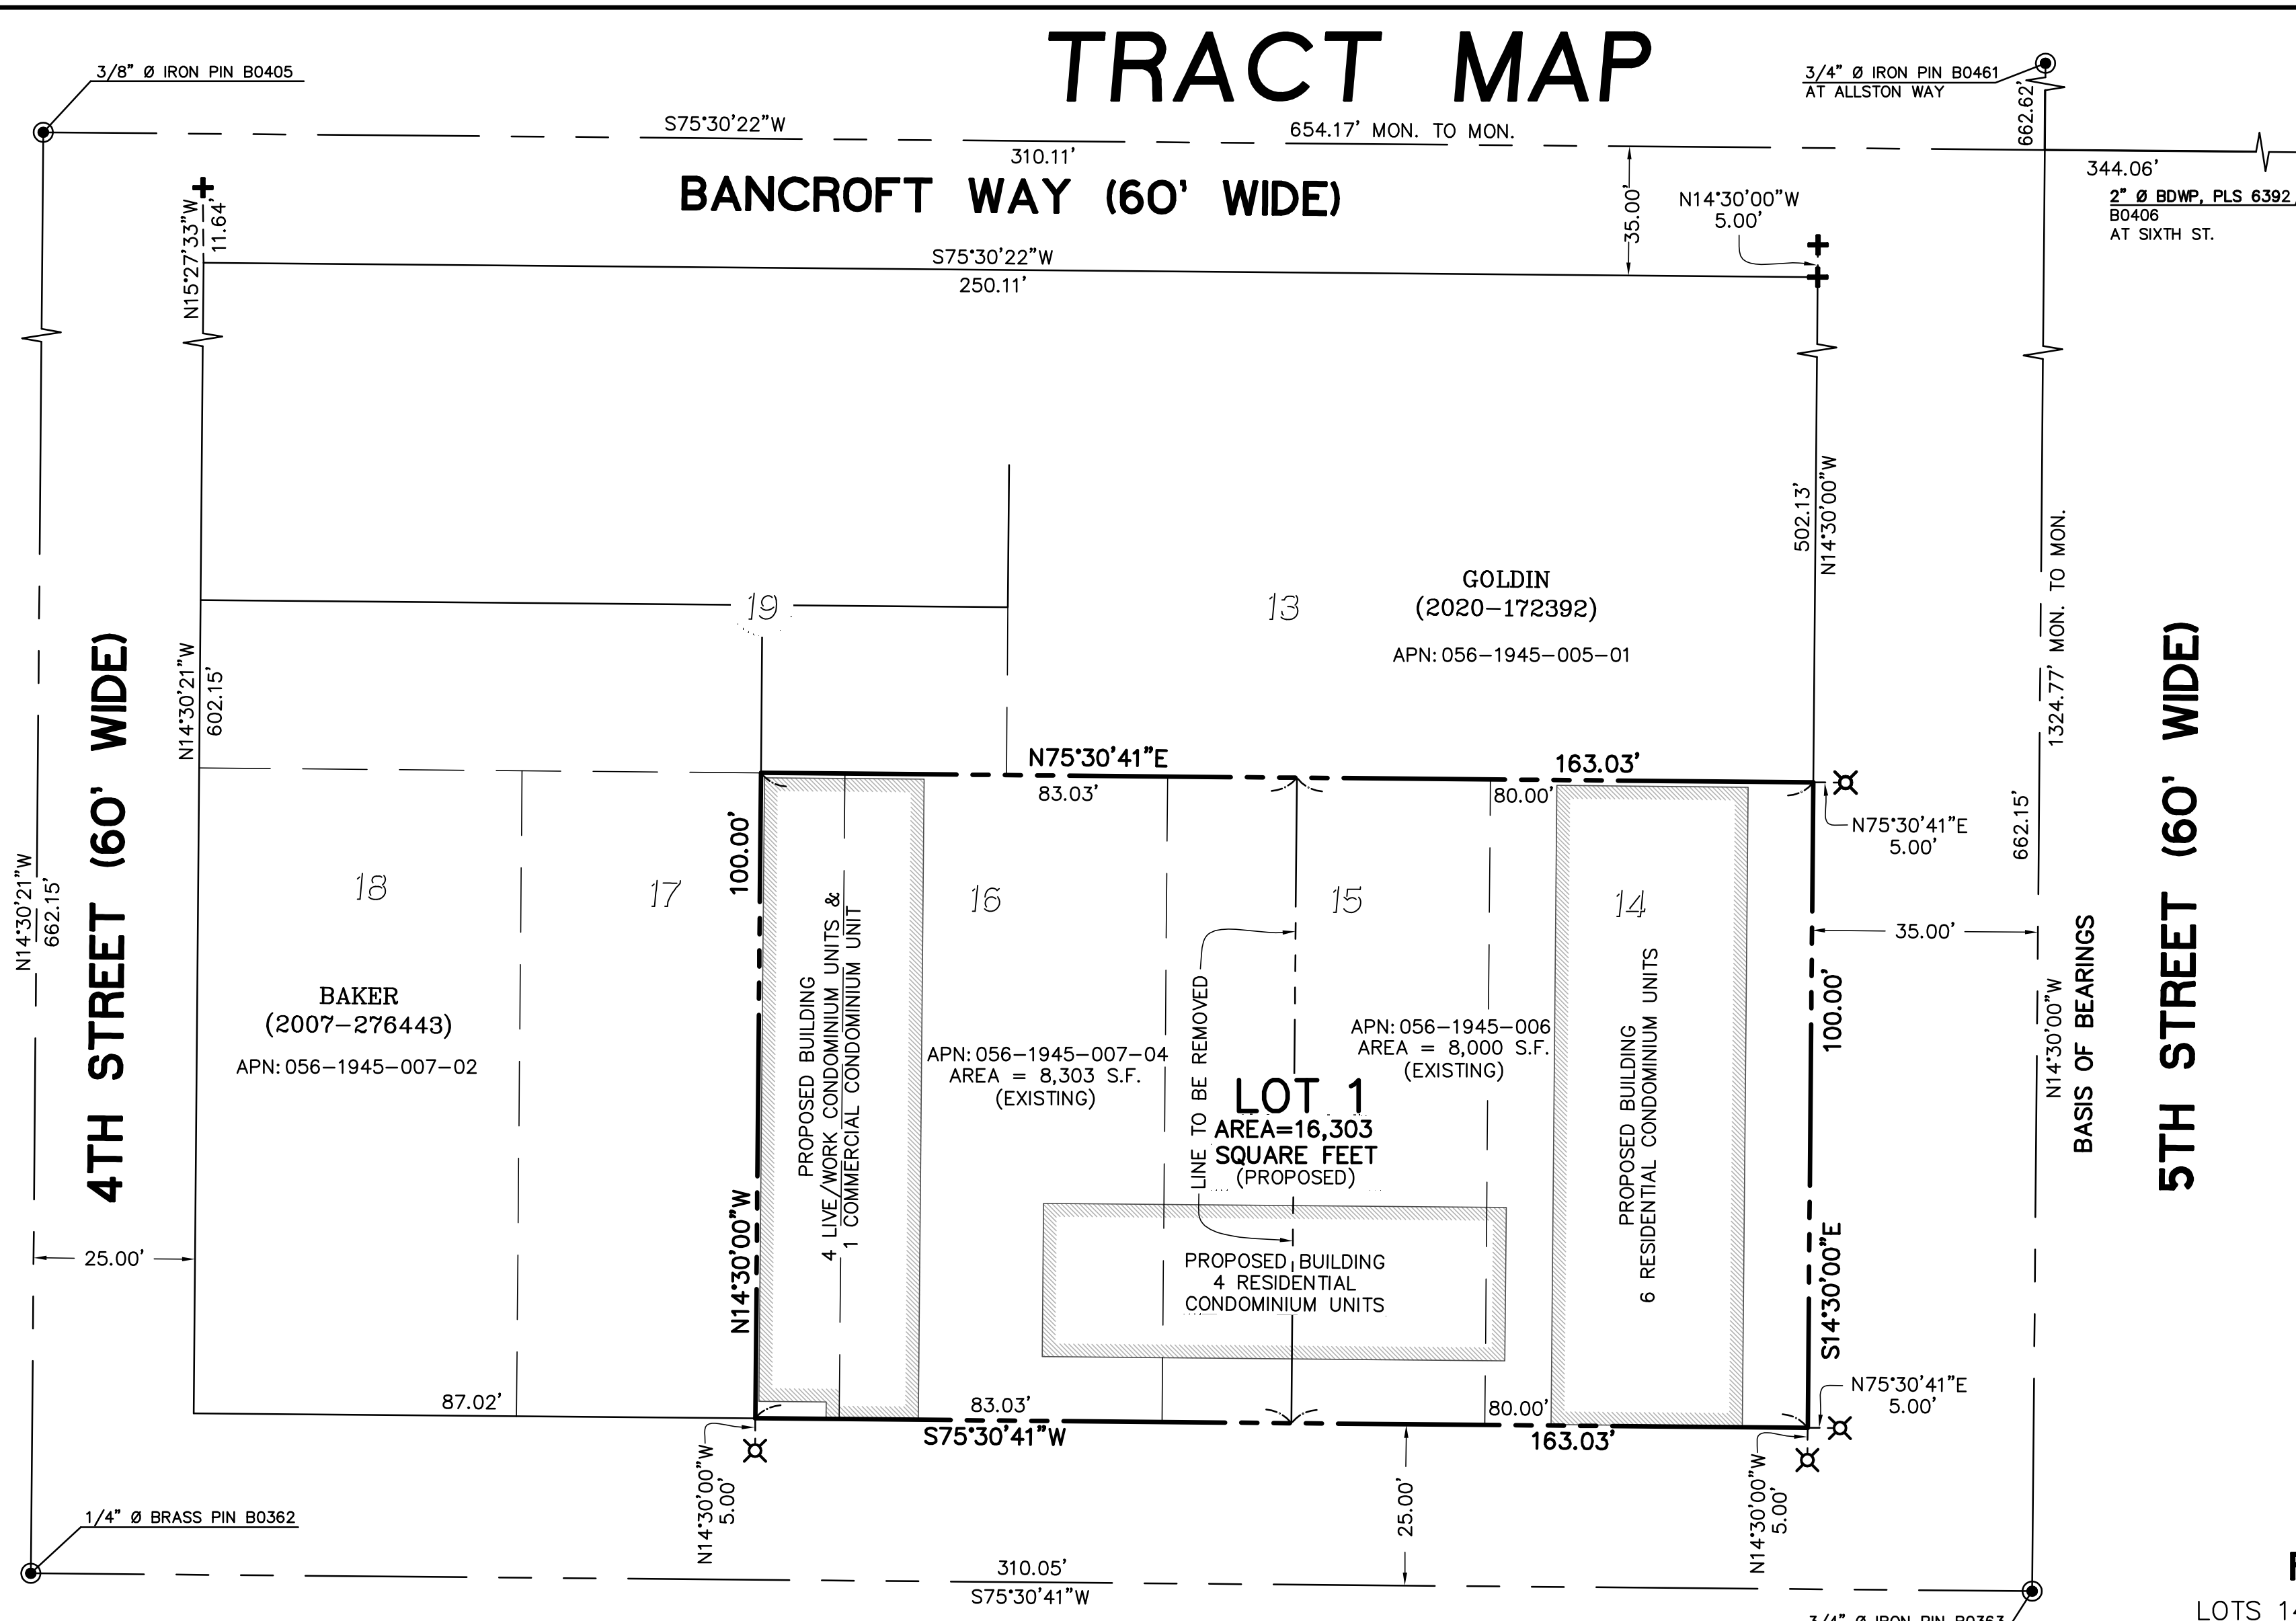 TRACT MAP
3/8" Ø IRON PIN B0405
3/4" Ø IRON PIN B0461
AT ALLSTON WAY
662.62'
S75°30'22"W
654.17' MON. TO MON.
310.11'
BANCROFT WAY (60' WIDE)
344.06'
2" Ø BDWP, PLS 6392
B0406
AT SIXTH ST.
N15°27'33"W
11.64'
35.00'
N14°30'00"W
5.00'
S75°30'22"W
250.11'
502.13'
N14°30'00"W
1324.77' MON. TO MON.
19
13
GOLDIN
(2020-172392)
APN: 056-1945-005-01
4TH STREET (60' WIDE)
N14°30'21"W
602.15'
5TH STREET (60' WIDE)
N75°30'41"E
163.03'
83.03'
80.00'
N75°30'41"E
5.00'
662.15'
100.00'
N14°30'21"W
662.15'
18
17
16
15
14
35.00'
BAKER
(2007-276443)
APN: 056-1945-007-02
PROPOSED BUILDING
4 LIVE/WORK CONDOMINIUM UNITS &
1 COMMERCIAL CONDOMINIUM UNIT
APN: 056-1945-007-04
AREA = 8,303 S.F.
(EXISTING)
LINE TO BE REMOVED
APN: 056-1945-006
AREA = 8,000 S.F.
(EXISTING)
PROPOSED BUILDING
6 RESIDENTIAL CONDOMINIUM UNITS
100.00'
N14°30'00"W
BASIS OF BEARINGS
LOT 1
AREA=16,303
SQUARE FEET
(PROPOSED)
N14°30'00"W
S14°30'00"E
25.00'
PROPOSED BUILDING
4 RESIDENTIAL
CONDOMINIUM UNITS
87.02'
83.03'
80.00'
N75°30'41"E
5.00'
S75°30'41"W
163.03'
N14°30'00"W
5.00'
25.00'
N14°30'00"W
5.00'
1/4" Ø BRASS PIN B0362
310.05'
S75°30'41"W
3/4" Ø IRON PIN B0363
LOTS 14